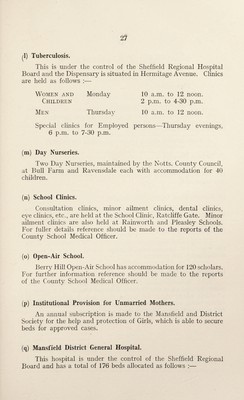 27
(l) Tuberculosis.
This is under the control of the Sheffield Regional Hospital
Board and the Dispensary is situated in Hermitage Avenue. Clinics
are held as follows :—
Women and Monday 10 a.m. to 12 noon.
Children 2 p.m. to 4-30 p.m.
Men Thursday 10 a.m. to 12 noon.
Special clinics for Employed persons—Thursday evenings,
6 p.m. to 7-30 p.m.
(m) Day Nurseries.
Two Day Nurseries, maintained by the Notts. County Council,
at Bull Farm and Ravensdale each with accommodation for 40
children.
(n) School Clinics.
Consultation clinics, minor ailment clinics, dental clinics,
eye clinics, etc., are held at the School Clinic, Ratcliffe Gate. Minor
ailment clinics are also held at Rainworth and Pleasley Schools.
For fuller details reference should be made to the reports of the
County School Medical Officer.
(o) Open-Air School.
Berry Hill Open-Air School has accommodation for 120 scholars.
For further information reference should be made to the reports
of the County School Medical Officer.
(p) Institutional Provision for Unmarried Mothers.
An annual subscription is made to the Mansfield and District
Society for the help and protection of Girls, which is able to secure
beds for approved cases.
(q) Mansfield District General Hospital.
This hospital is under the control of the Sheffield Regional
Board and has a total of 176 beds allocated as follows :—